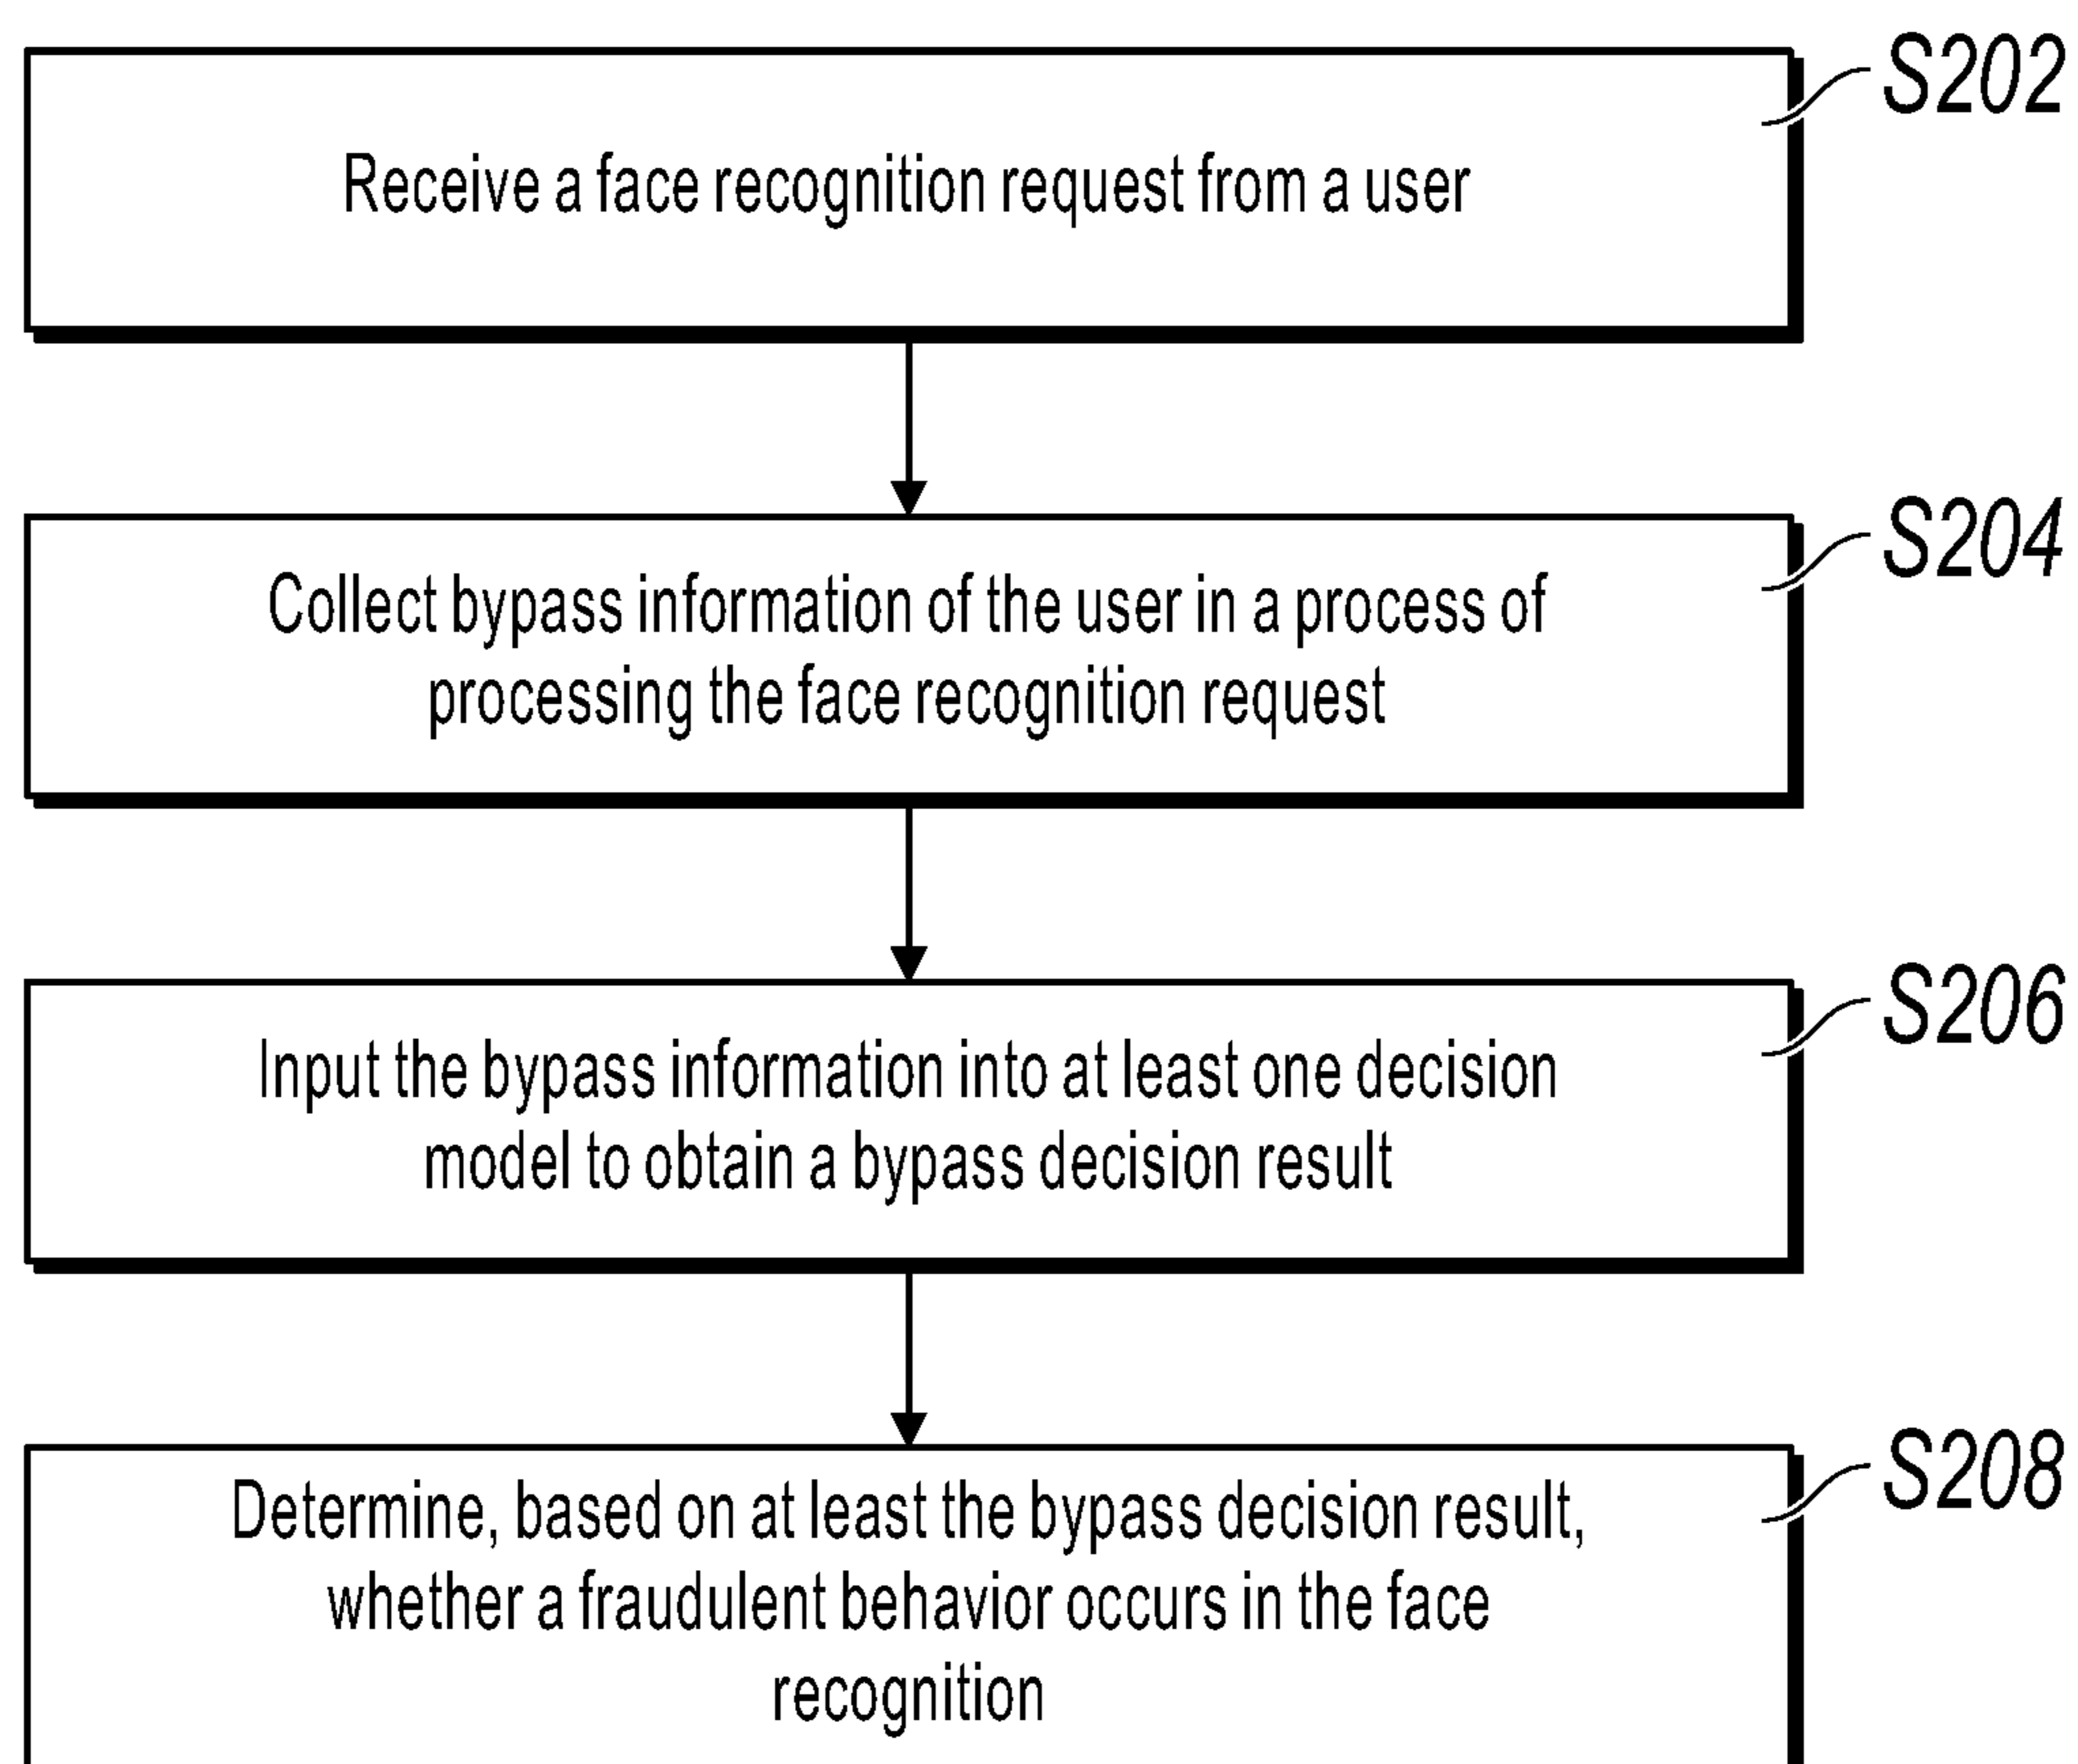 S202
Receive a face recognition request from a user
S204
Collect bypass information of the user in a process of
processing the face recognition request
S206
Input the bypass information into at least one decision
model to obtain a bypass decision result
S208
Determine, based on at least the bypass decision result,
whether a fraudulent behavior occurs in the face
recognition